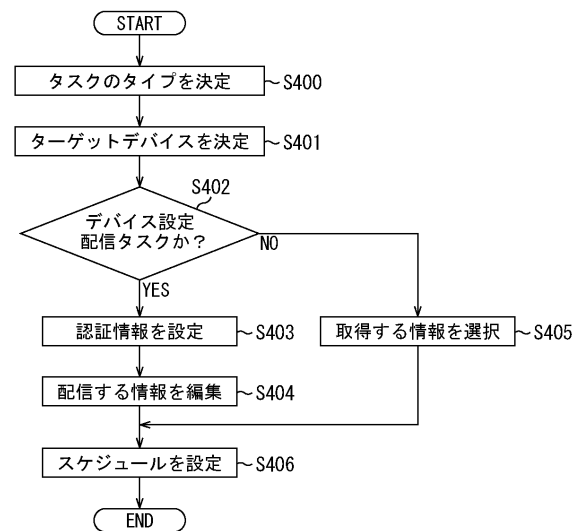 START
タスクのタイプを決定 S400
ターゲットデバイスを決定 S401
S402
デバイス設定
配信タスクか？
NO
YES
認証情報を設定 S403
取得する情報を選択 S405
配信する情報を編集 S404
スケジュールを設定 S406
END